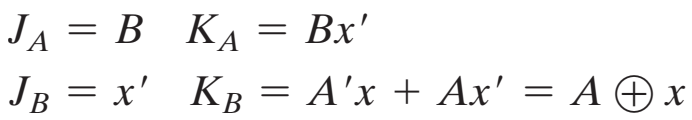 J_A = B K_A = Bx′
J_B = x′ K_B = A′x + Ax′ = A ⊕ x